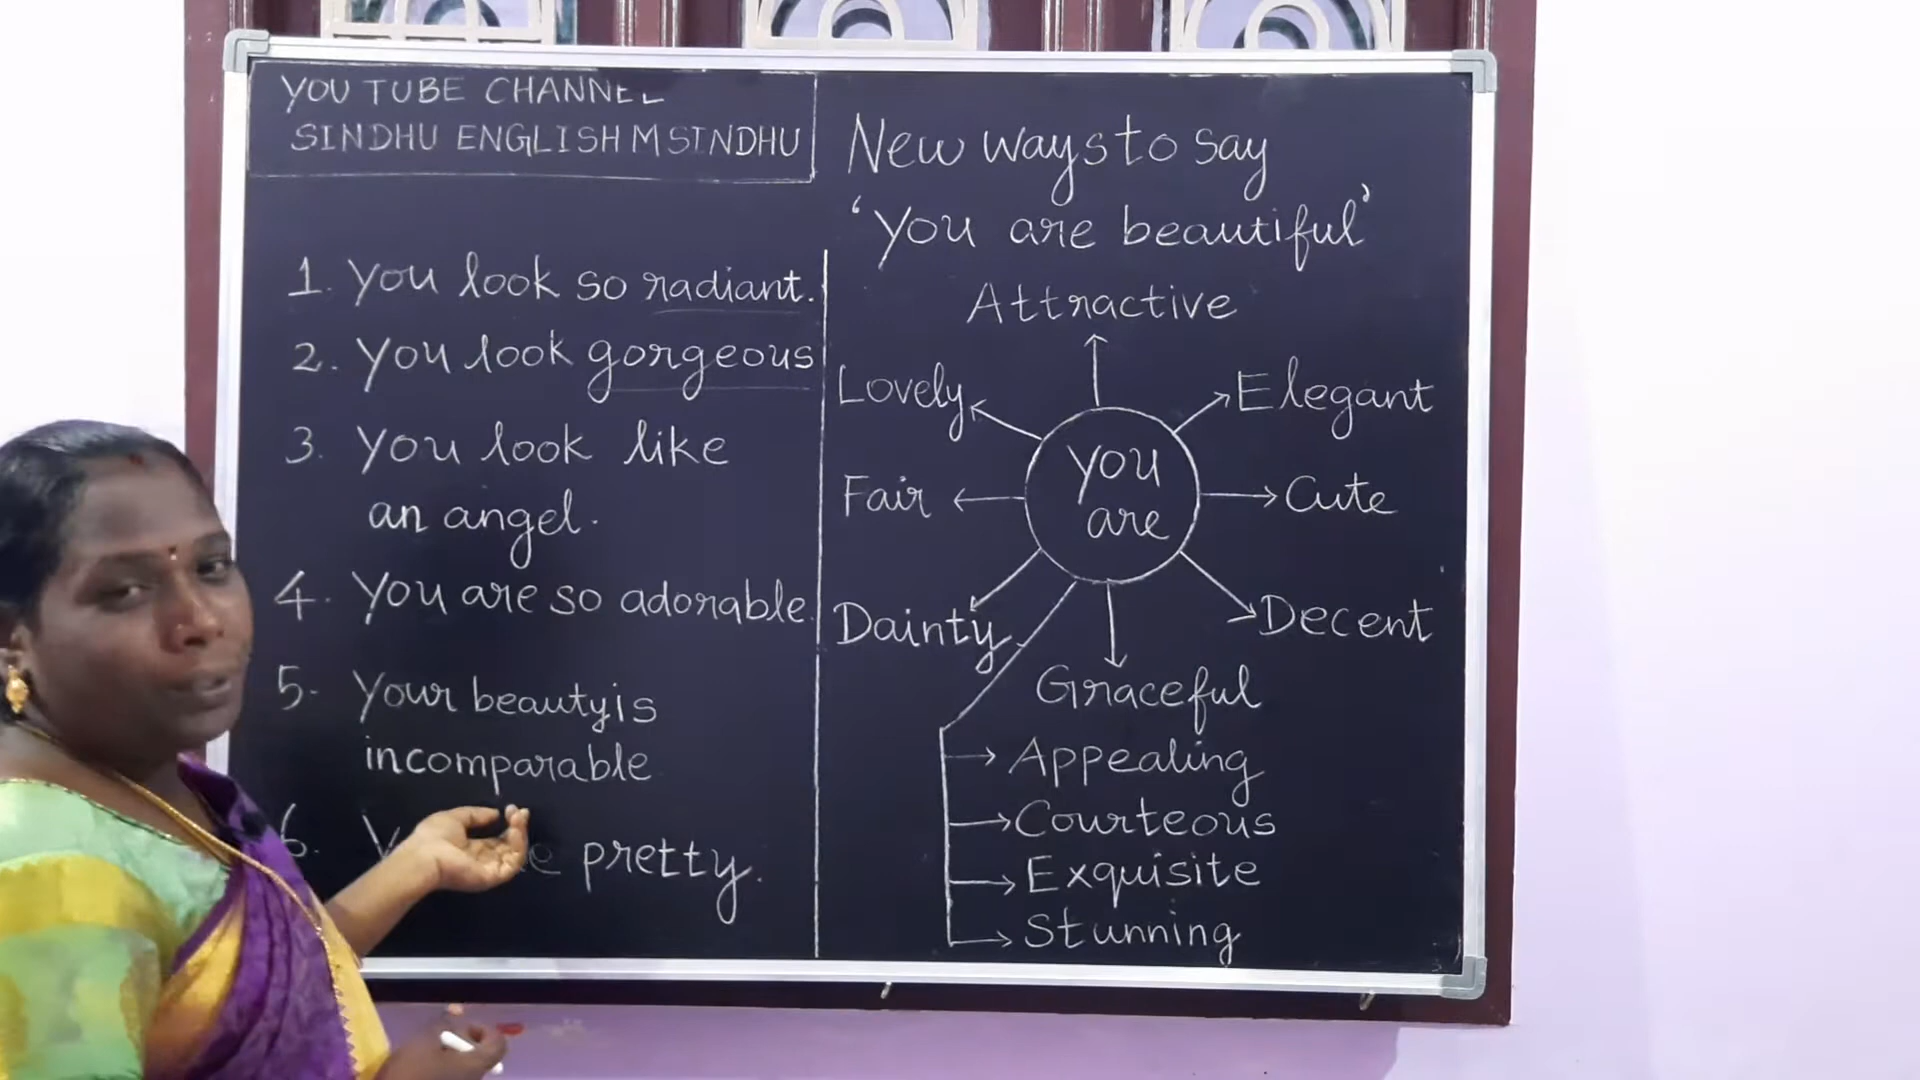 YOU TUBE CHANNEL
SINDHU ENGLISH M SINDHU
1. You look so radiant.
2. You look gorgeous
3. You look like
an angel.
4. You are so adorable.
5. Your beauty is
incomparable
6. pretty.
New ways to say
'You are beautiful'
Attractive
Lovely
Elegant
you
are
Fair
Cute
Dainty
Decent
Graceful
Appealing
Courteous
Exquisite
Stunning